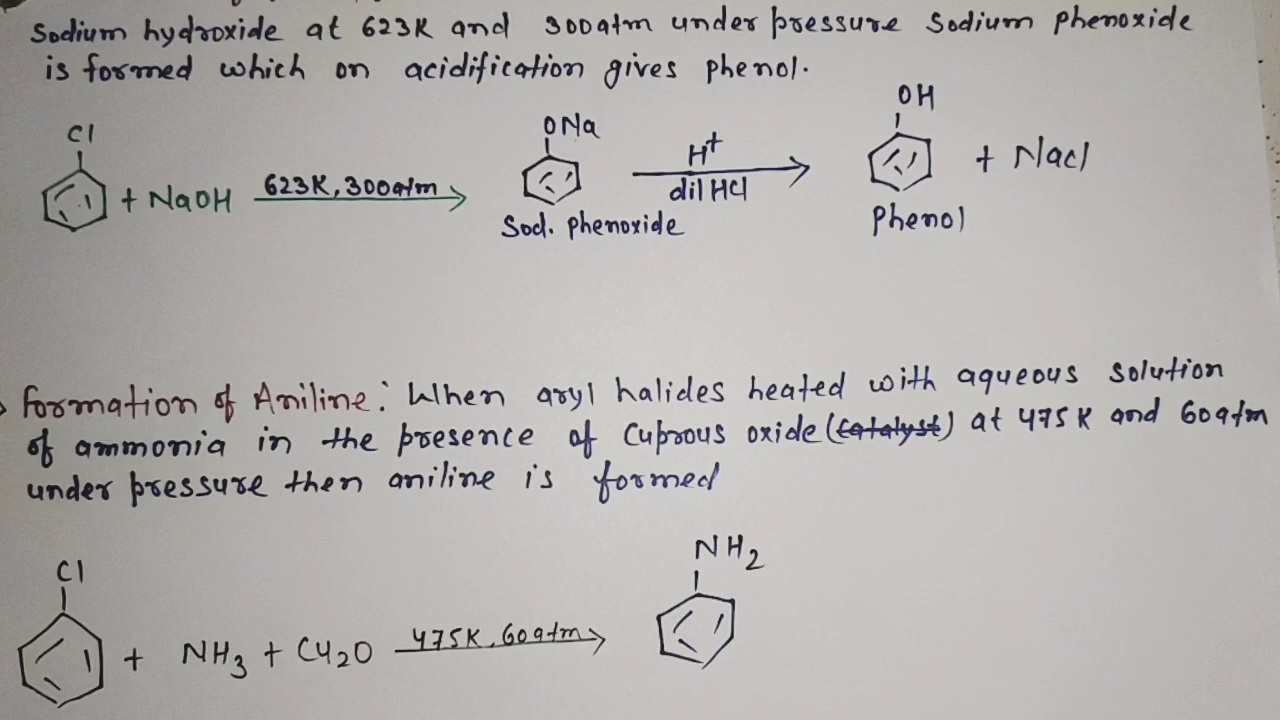 Sodium hydroxide at 623K and 300atm under pressure Sodium phenoxide
is formed which on acidification gives phenol.
Cl
ONa
OH
+ NaOH 623K, 300atm
H+
dil HCl
+ Nacl
Sod. phenoxide
Phenol
formation of Aniline: When aryl halides heated with aqueous solution
of ammonia in the presence of Cuprous oxide (catalyst) at 475 K and 60atm
under pressure then aniline is formed
Cl
NH2
+ NH3 + Cu2O 475K, 60atm